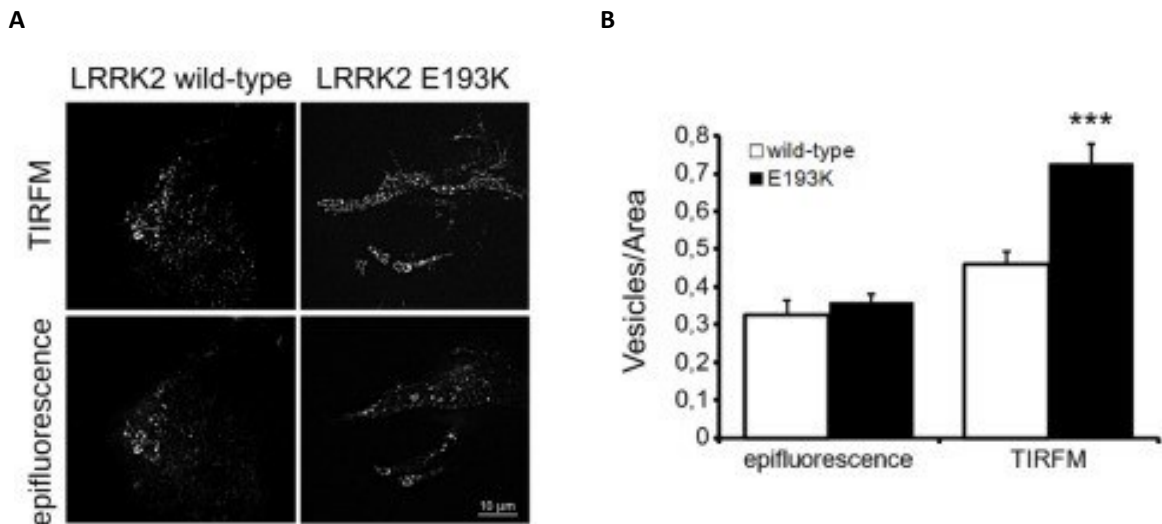 A
B
LRRK2 wild-type LRRK2 E193K
TIRFM
epifluorescence
10 µm
***
Vesicles/Area
0,8
0,7
0,6
0,5
0,4
0,3
0,2
0,1
0
wild-type
E193K
epifluorescence TIRFM